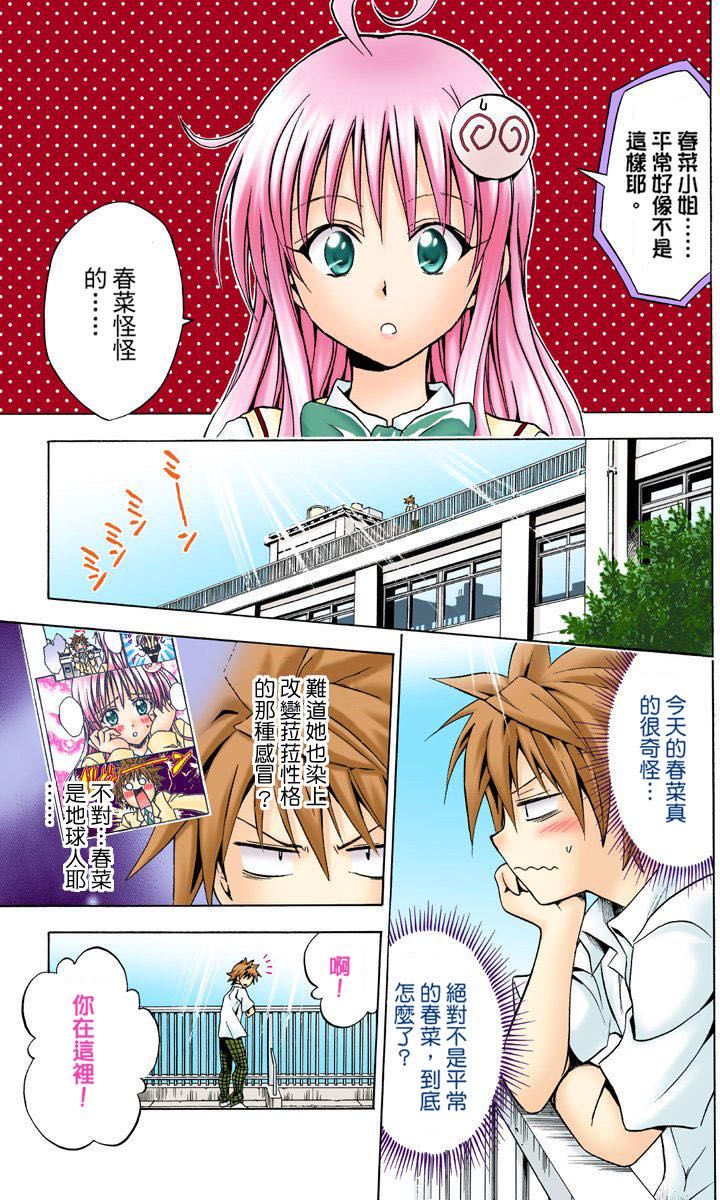 春菜小姐……
平常好像不是
這樣耶。
春菜怪怪
的……
ミーン
ミーン
今天的春菜真
的很奇怪…
難道她也染上
改變菈菈性格
的那種感冒？
不對…春菜
是地球人耶
……
絕對不是平常
的春菜，到底
怎麼了？
啊！
你在這裡！